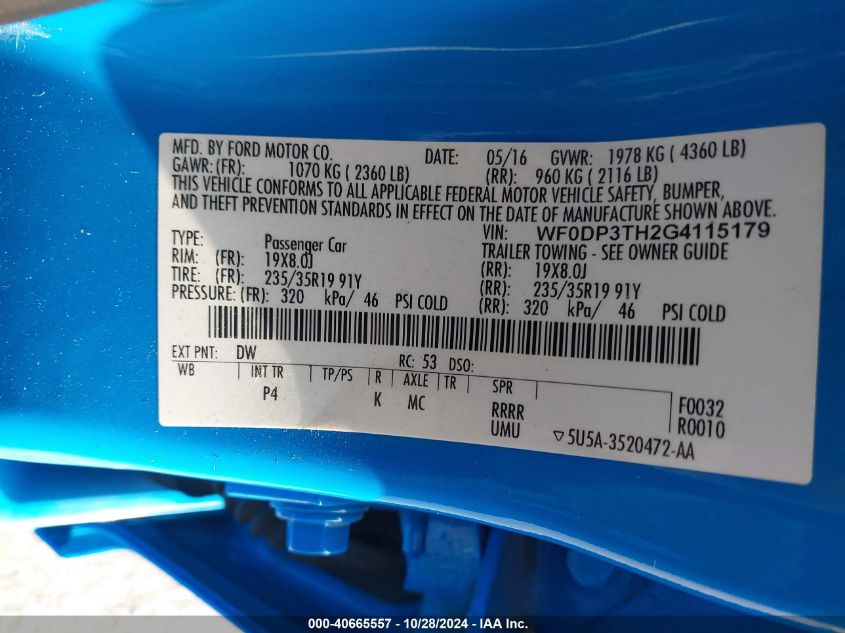 MFD. BY FORD MOTOR CO. DATE: 05/16 GVWR: 1978 KG ( 4360 LB)
GAWR: (FR): 1070 KG ( 2360 LB) (RR): 960 KG ( 2116 LB)
THIS VEHICLE CONFORMS TO ALL APPLICABLE FEDERAL MOTOR VEHICLE SAFETY, BUMPER,
AND THEFT PREVENTION STANDARDS IN EFFECT ON THE DATE OF MANUFACTURE SHOWN ABOVE.
VIN: WF0DP3TH2G4115179
TYPE: Passenger Car TRAILER TOWING - SEE OWNER GUIDE
RIM: (FR): 19X8.0J (RR): 19X8.0J
TIRE: (FR): 235/35R19 91Y (RR): 235/35R19 91Y
PRESSURE: (FR): 320 kPa/ 46 PSI COLD (RR): 320 kPa/ 46 PSI COLD
EXT PNT: DW RC: 53 DSO:
WB INT TR TP/PS R AXLE TR SPR
P4 K MC RRRR F0032
UMU R0010
▽5U5A-3520472-AA
000-40665557 - 10/28/2024 - IAA Inc.